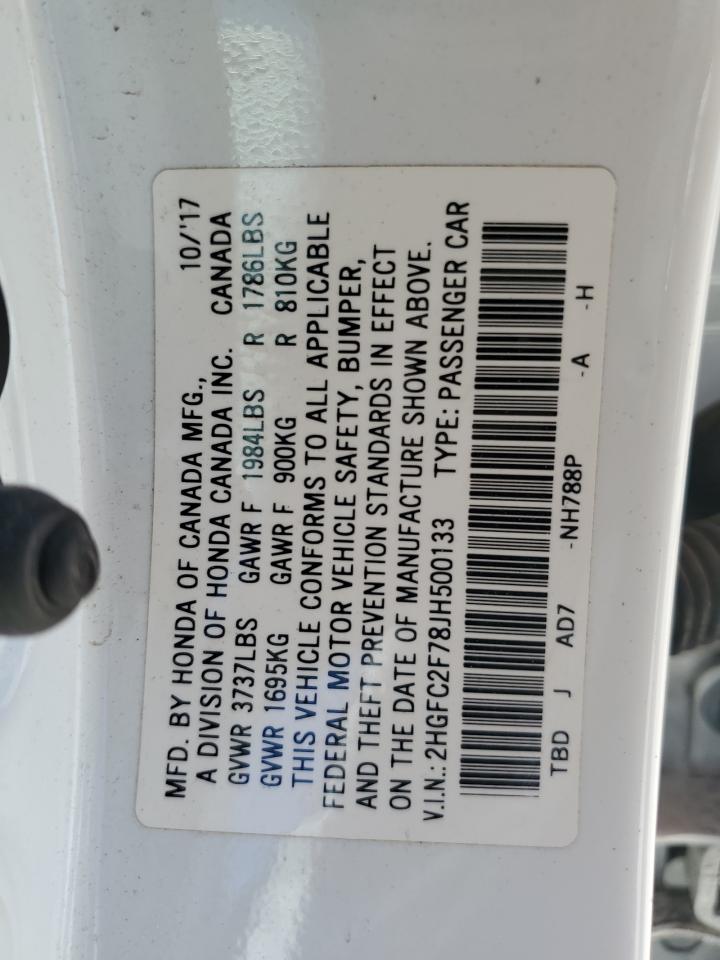 MFD. BY HONDA OF CANADA MFG., 10/'17
A DIVISION OF HONDA CANADA INC. CANADA
GVWR 3737LBS GAWR F 1984LBS R 1786LBS
GVWR 1695KG GAWR F 900KG R 810KG
THIS VEHICLE CONFORMS TO ALL APPLICABLE
FEDERAL MOTOR VEHICLE SAFETY, BUMPER,
AND THEFT PREVENTION STANDARDS IN EFFECT
ON THE DATE OF MANUFACTURE SHOWN ABOVE.
V.I.N.: 2HGFC2F78JH500133 TYPE: PASSENGER CAR
TBD J AD7 -NH788P -A -H